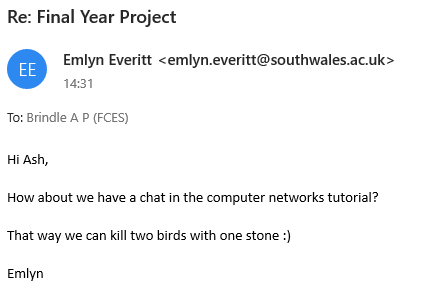 Re: Final Year Project
EE
Emlyn Everitt <emlyn.everitt@southwales.ac.uk>
14:31
To: Brindle A P (FCES)
Hi Ash,
How about we have a chat in the computer networks tutorial?
That way we can kill two birds with one stone :)
Emlyn